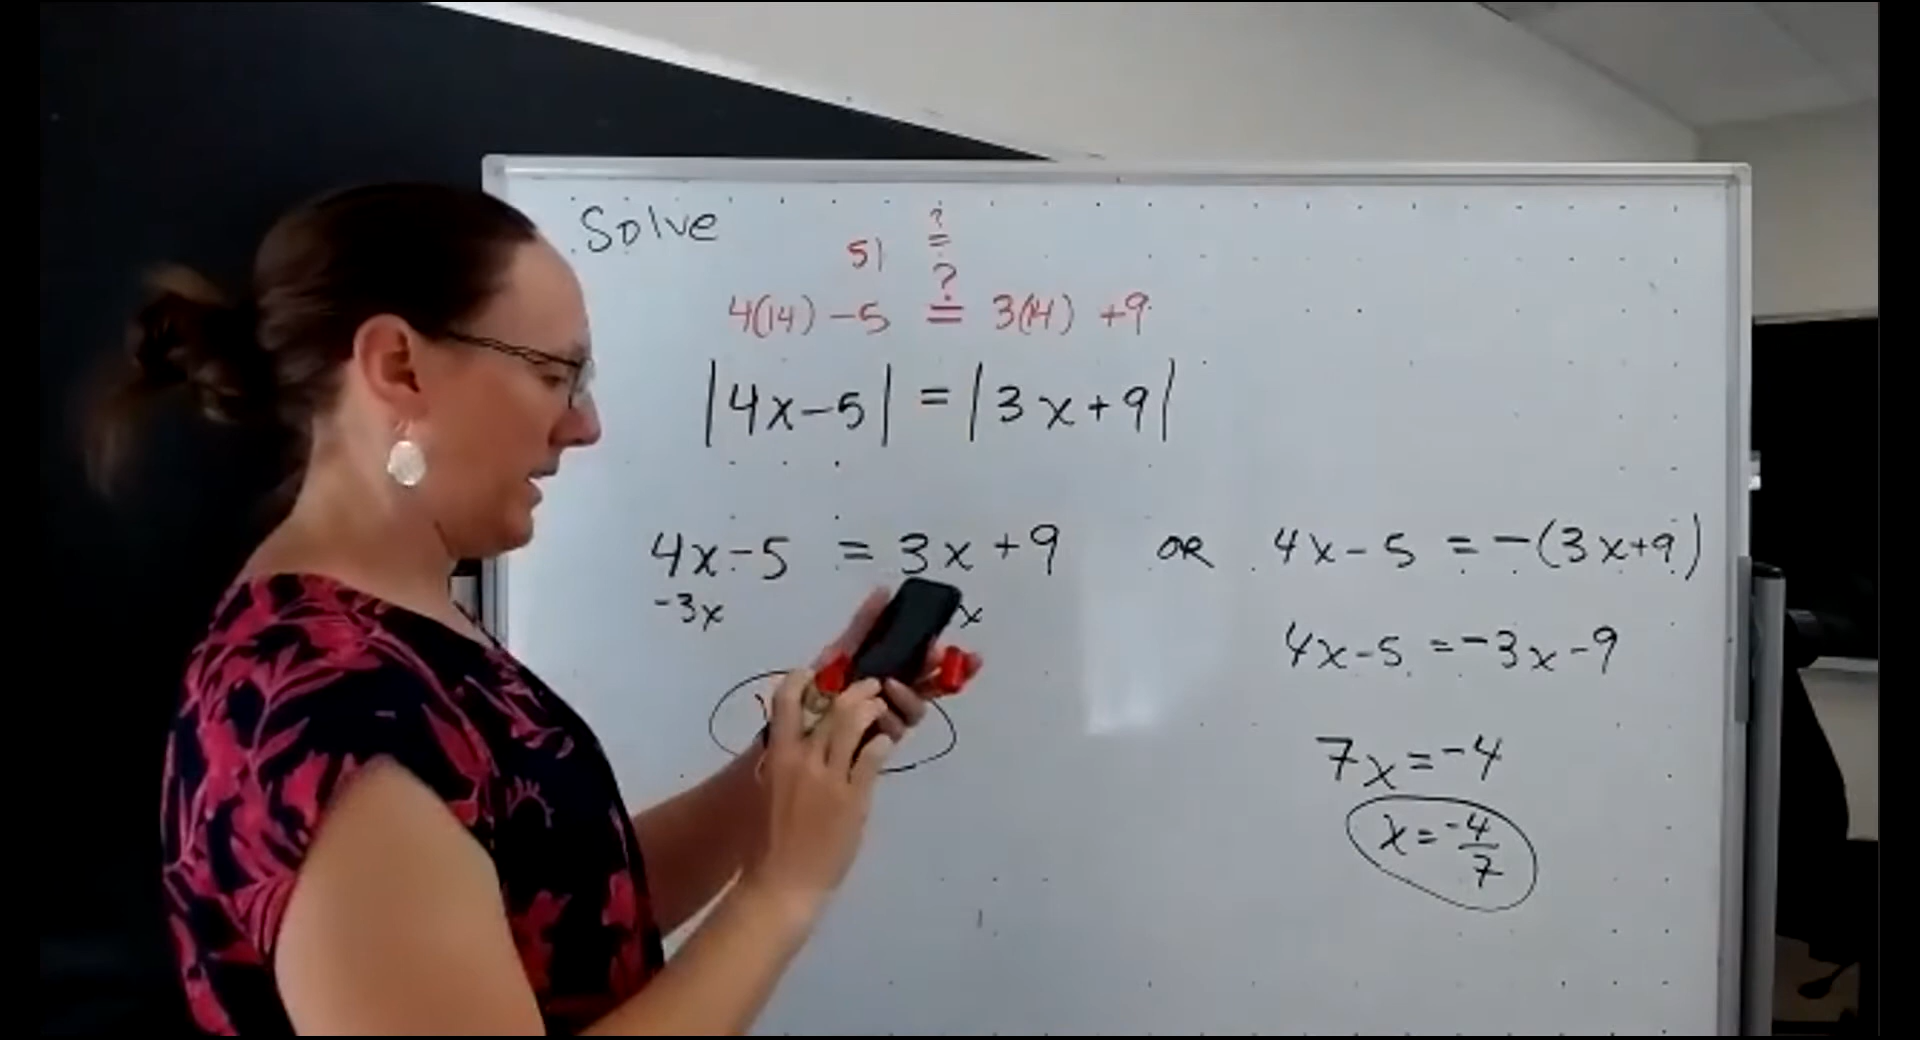 Solve
51 ?=
4(14) -5 ?= 3(14) +9
|4x-5| = |3x+9|
4x-5 = 3x+9 OR 4x-5 = -(3x+9)
-3x x
4x-5 = -3x-9
7x = -4
x = -4/7